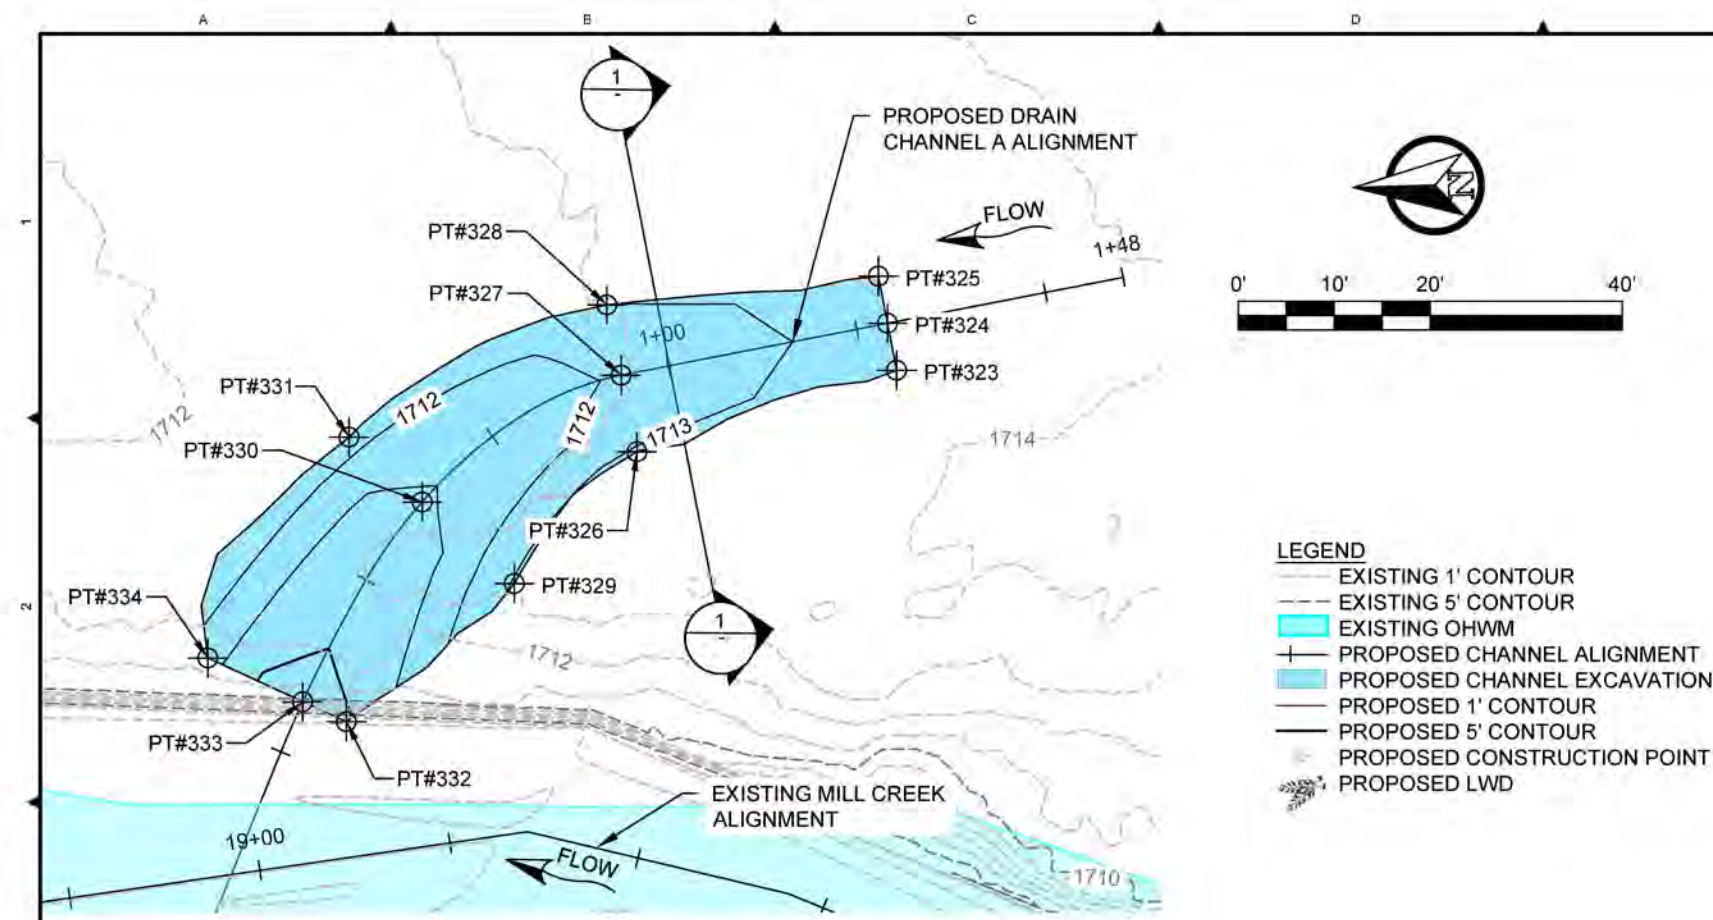 A
B
C
D
1
2
1
-
PROPOSED DRAIN
CHANNEL A ALIGNMENT
FLOW
1+48
PT#328
PT#327
PT#325
PT#324
PT#323
1+00
PT#331
PT#330
1712
1712
1712
1713
1714
PT#326
PT#329
PT#334
1712
1
-
PT#333
PT#332
EXISTING MILL CREEK
ALIGNMENT
19+00
FLOW
1710
N
0' 10' 20' 40'
LEGEND
EXISTING 1' CONTOUR
EXISTING 5' CONTOUR
EXISTING OHWM
PROPOSED CHANNEL ALIGNMENT
PROPOSED CHANNEL EXCAVATION
PROPOSED 1' CONTOUR
PROPOSED 5' CONTOUR
PROPOSED CONSTRUCTION POINT
PROPOSED LWD